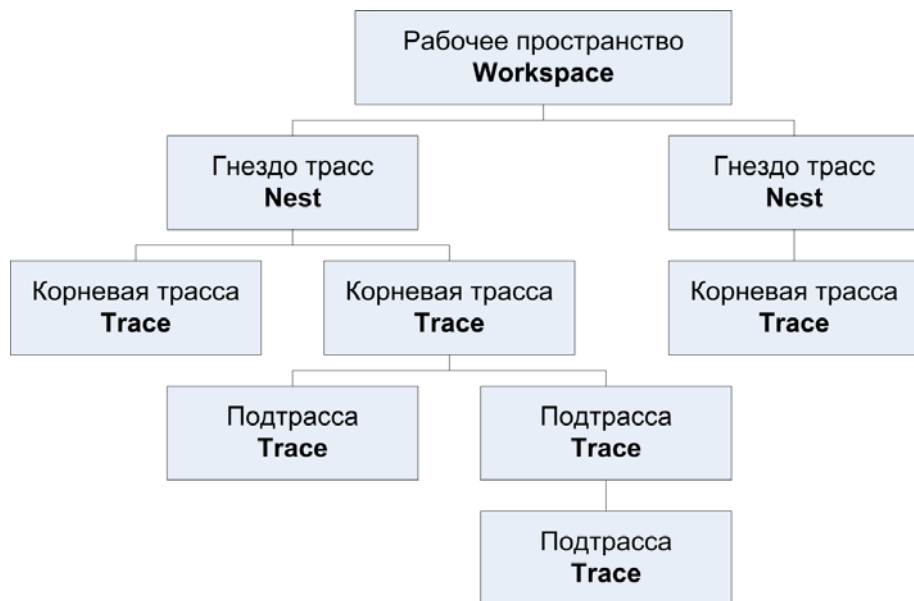 Рабочее пространство
Workspace
Гнездо трасс
Nest
Гнездо трасс
Nest
Корневая трасса
Trace
Корневая трасса
Trace
Корневая трасса
Trace
Подтрасса
Trace
Подтрасса
Trace
Подтрасса
Trace